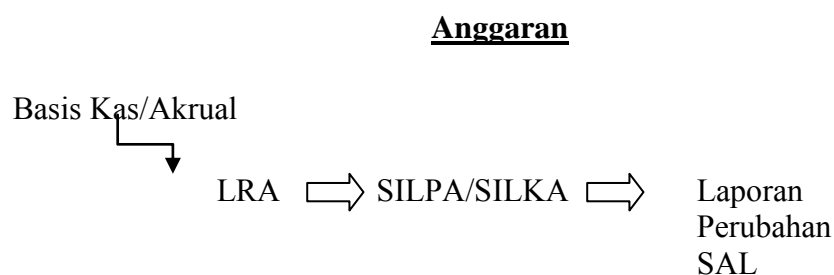 Anggaran
Basis Kas/Akrual
LRA SILPA/SILKA Laporan
Perubahan
SAL